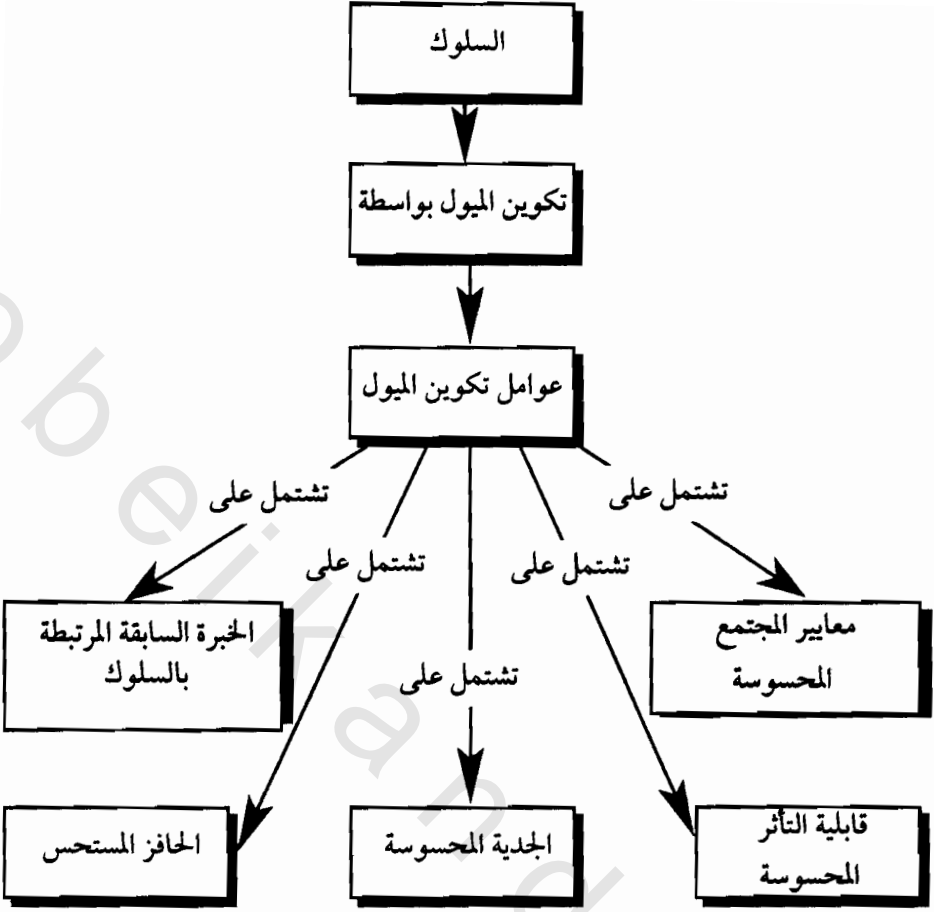 السلوك
تكوين الميول بواسطة
عوامل تكوين الميول
تشتمل على
تشتمل على
تشتمل على
تشتمل على
تشتمل على
معايير المجتمع
المحسوسة
الخبرة السابقة المرتبطة
بالسلوك
قابلية التأثر
المحسوسة
الجدية المحسوسة
الحافز المستحس
obeikand